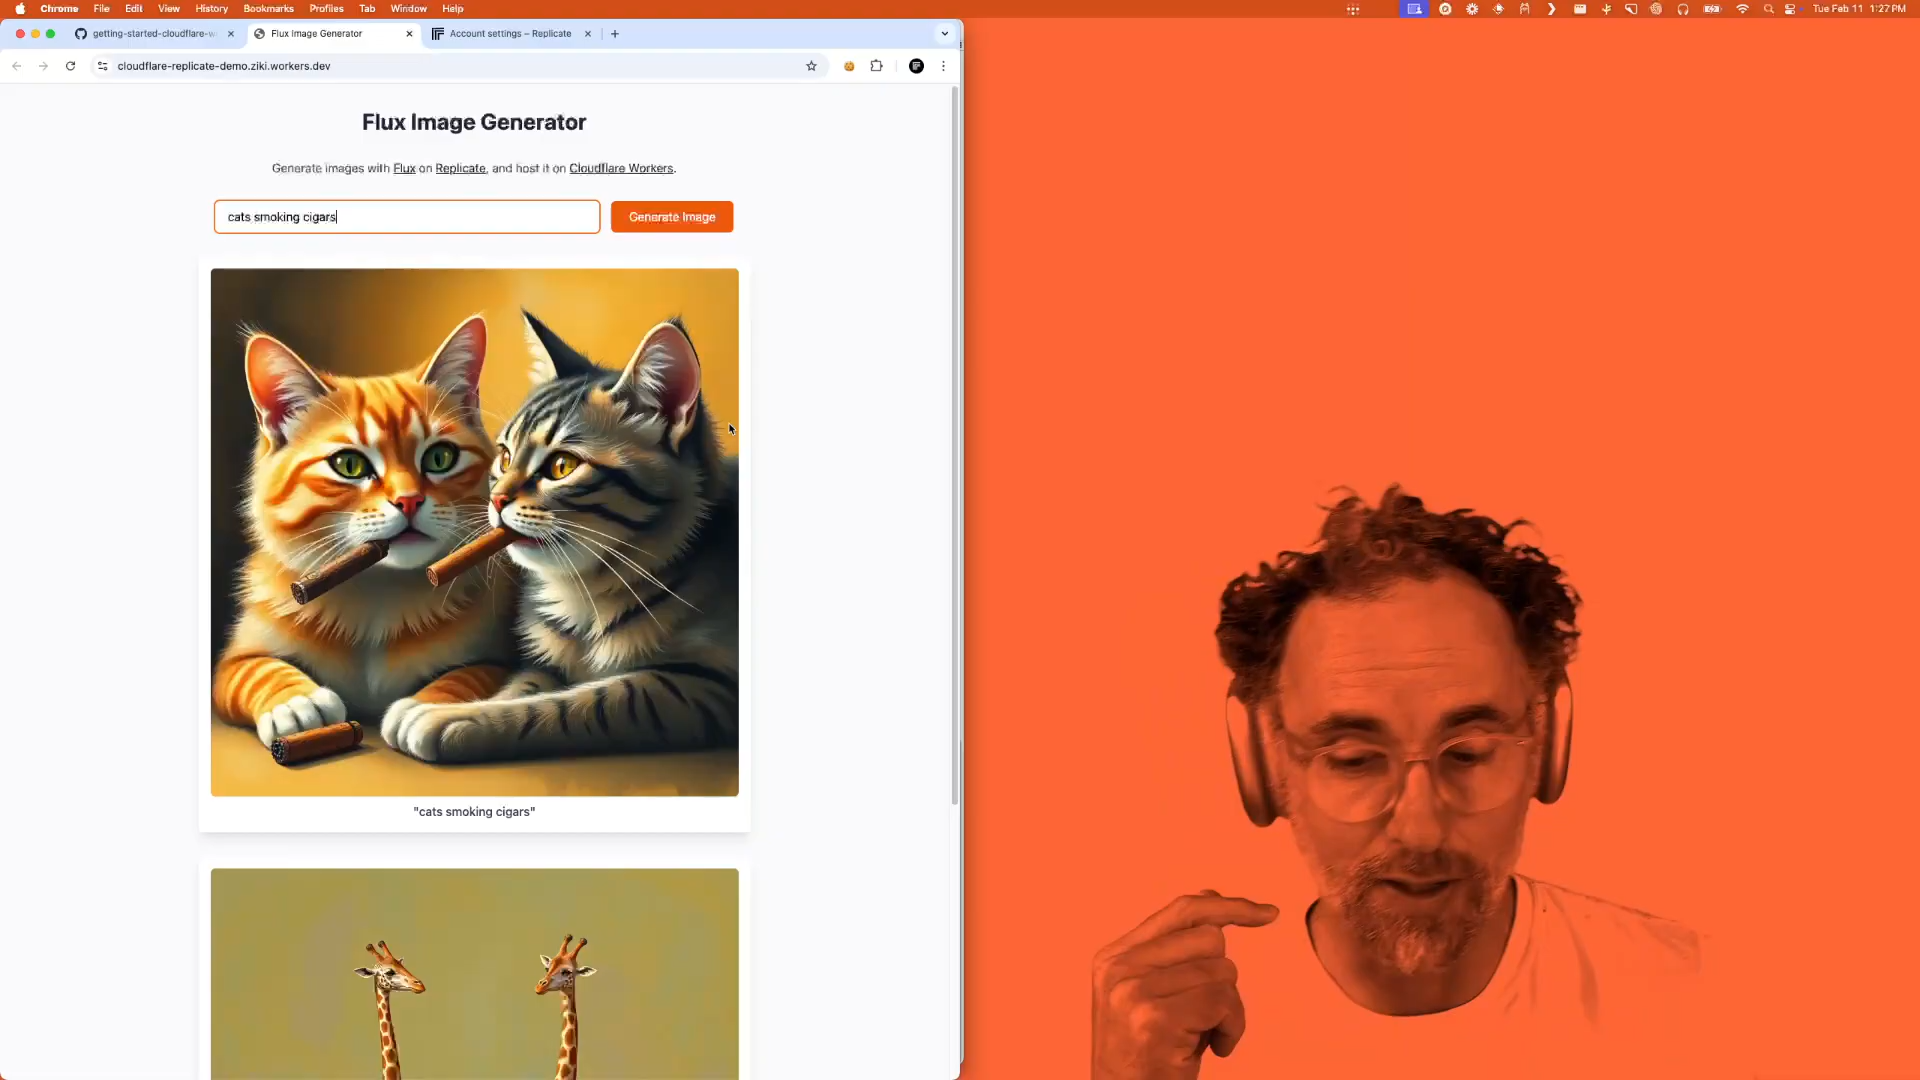 Chrome File Edit View History Bookmarks Profiles Tab Window Help
Tue Feb 11 1:27 PM
getting-started-cloudflare-w
Flux Image Generator
Account settings – Replicate
cloudflare-replicate-demo.ziki.workers.dev
Flux Image Generator
Generate images with Flux on Replicate, and host it on Cloudflare Workers.
cats smoking cigars
Generate Image
"cats smoking cigars"